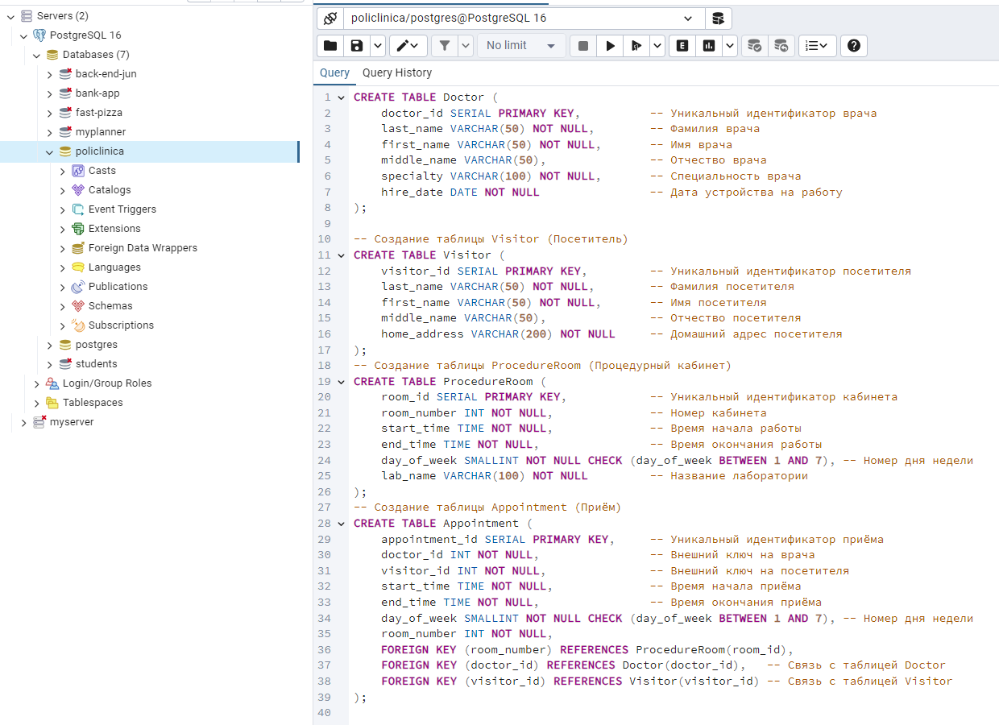 Servers (2)
PostgreSQL 16
Databases (7)
back-end-jun
bank-app
fast-pizza
myplanner
policlinica
Casts
Catalogs
Event Triggers
Extensions
Foreign Data Wrappers
Languages
Publications
Schemas
Subscriptions
postgres
students
Login/Group Roles
Tablespaces
myserver
policlinica/postgres@PostgreSQL 16
No limit
E
Query Query History
1 CREATE TABLE Doctor (
2 doctor_id SERIAL PRIMARY KEY, -- Уникальный идентификатор врача
3 last_name VARCHAR(50) NOT NULL, -- Фамилия врача
4 first_name VARCHAR(50) NOT NULL, -- Имя врача
5 middle_name VARCHAR(50), -- Отчество врача
6 specialty VARCHAR(100) NOT NULL, -- Специальность врача
7 hire_date DATE NOT NULL -- Дата устройства на работу
8 );
9
10 -- Создание таблицы Visitor (Посетитель)
11 CREATE TABLE Visitor (
12 visitor_id SERIAL PRIMARY KEY, -- Уникальный идентификатор посетителя
13 last_name VARCHAR(50) NOT NULL, -- Фамилия посетителя
14 first_name VARCHAR(50) NOT NULL, -- Имя посетителя
15 middle_name VARCHAR(50), -- Отчество посетителя
16 home_address VARCHAR(200) NOT NULL -- Домашний адрес посетителя
17 );
18 -- Создание таблицы ProcedureRoom (Процедурный кабинет)
19 CREATE TABLE ProcedureRoom (
20 room_id SERIAL PRIMARY KEY, -- Уникальный идентификатор кабинета
21 room_number INT NOT NULL, -- Номер кабинета
22 start_time TIME NOT NULL, -- Время начала работы
23 end_time TIME NOT NULL, -- Время окончания работы
24 day_of_week SMALLINT NOT NULL CHECK (day_of_week BETWEEN 1 AND 7), -- Номер дня недели
25 lab_name VARCHAR(100) NOT NULL -- Название лаборатории
26 );
27 -- Создание таблицы Appointment (Приём)
28 CREATE TABLE Appointment (
29 appointment_id SERIAL PRIMARY KEY, -- Уникальный идентификатор приёма
30 doctor_id INT NOT NULL, -- Внешний ключ на врача
31 visitor_id INT NOT NULL, -- Внешний ключ на посетителя
32 start_time TIME NOT NULL, -- Время начала приёма
33 end_time TIME NOT NULL, -- Время окончания приёма
34 day_of_week SMALLINT NOT NULL CHECK (day_of_week BETWEEN 1 AND 7), -- Номер дня недели
35 room_number INT NOT NULL,
36 FOREIGN KEY (room_number) REFERENCES ProcedureRoom(room_id),
37 FOREIGN KEY (doctor_id) REFERENCES Doctor(doctor_id), -- Связь с таблицей Doctor
38 FOREIGN KEY (visitor_id) REFERENCES Visitor(visitor_id) -- Связь с таблицей Visitor
39 );
40